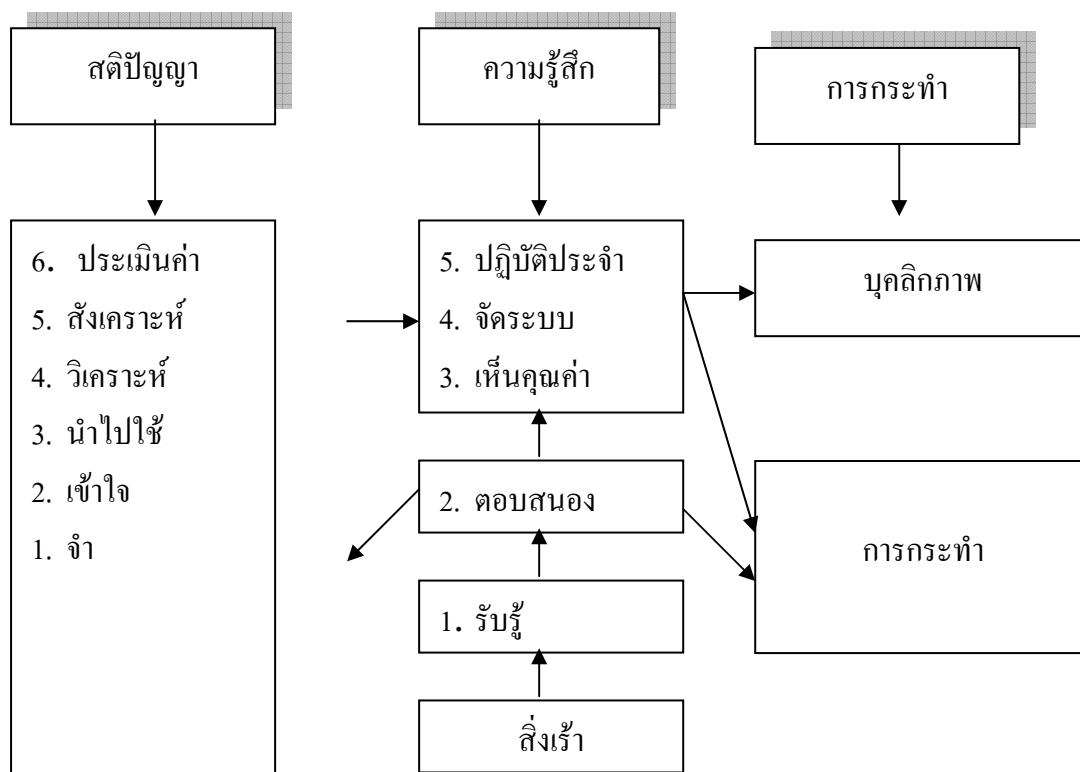 สติปัญญา
ความรู้สึก
การกระทำ
6. ประเมินค่า
5. สังเคราะห์
4. วิเคราะห์
3. นำไปใช้
2. เข้าใจ
1. จำ
5. ปฏิบัติประจำ
4. จัดระบบ
3. เห็นคุณค่า
2. ตอบสนอง
1. รับรู้
สิ่งเร้า
บุคลิกภาพ
การกระทำ